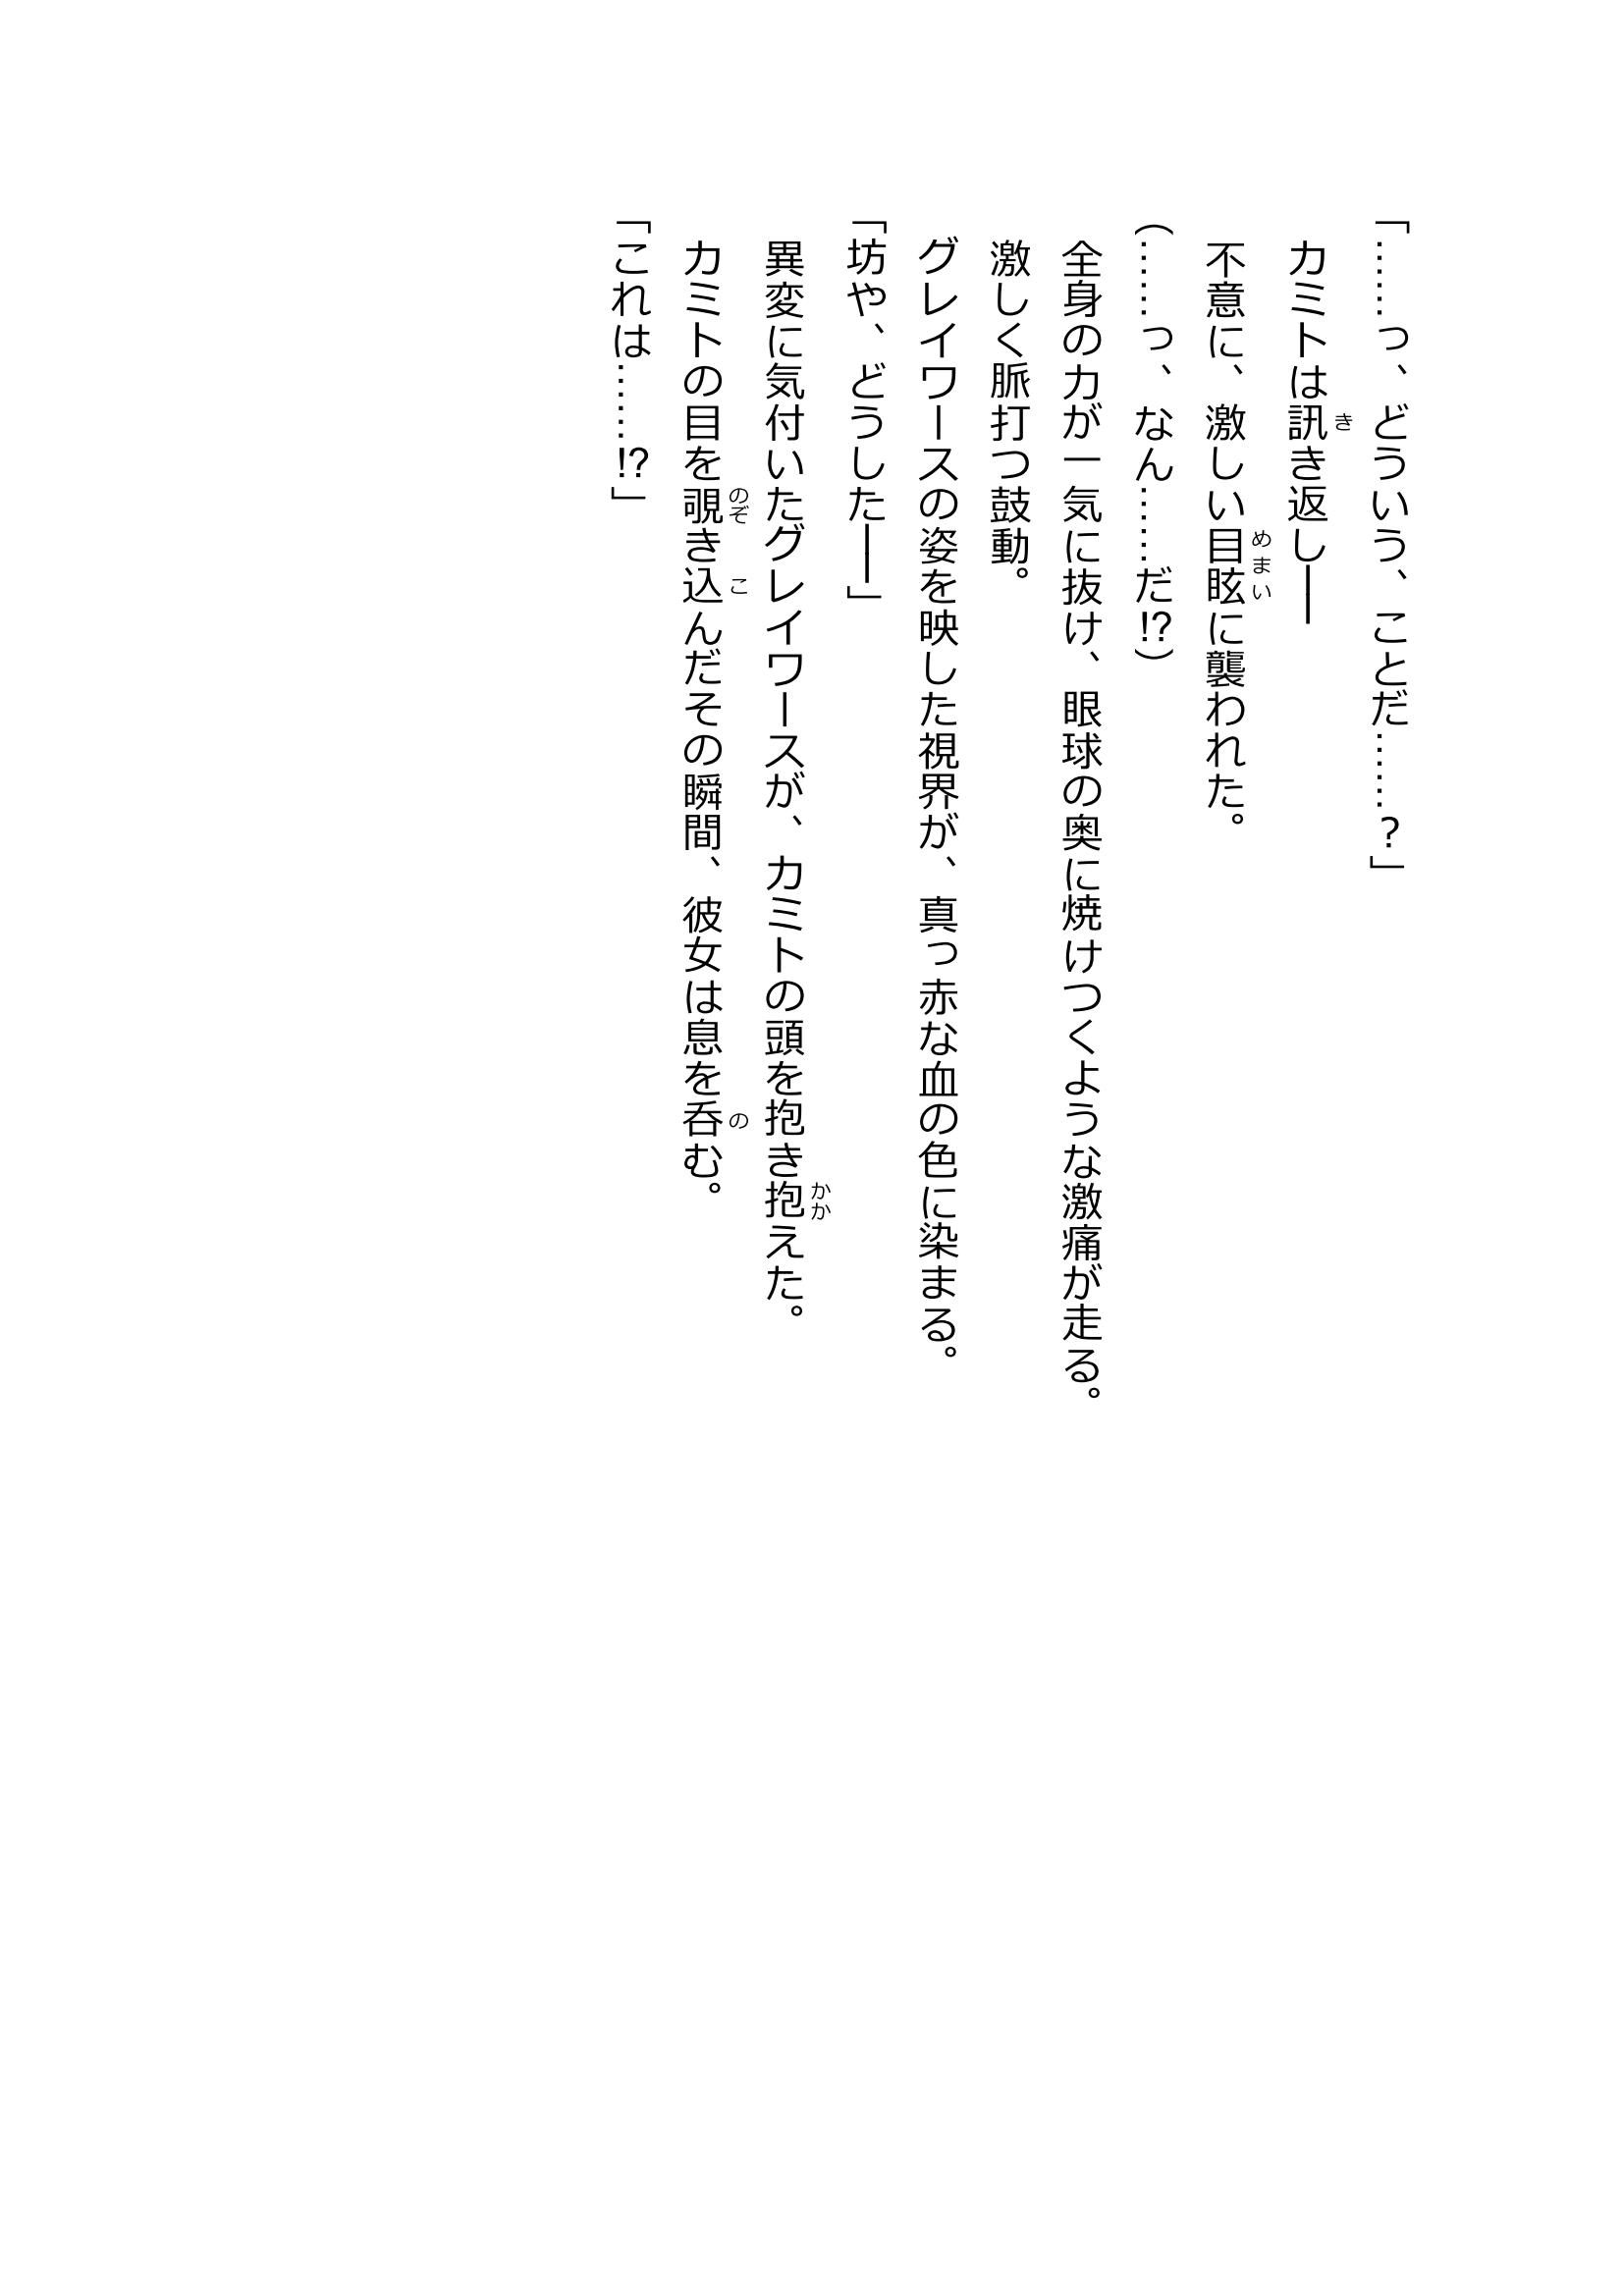 「……っ、どういう、ことだ……？」
カミトは訊き返し――
不意に、激しい目眩に襲われた。
（……っ、なん……だ⁉）
全身の力が一気に抜け、眼球の奥に焼けつくような激痛が走る。
激しく脈打つ鼓動。
グレイワースの姿を映した視界が、真っ赤な血の色に染まる。
「坊や、どうした――」
異変に気付いたグレイワースが、カミトの頭を抱き抱えた。
カミトの目を覗き込んだその瞬間、彼女は息を呑む。
「これは……⁉」